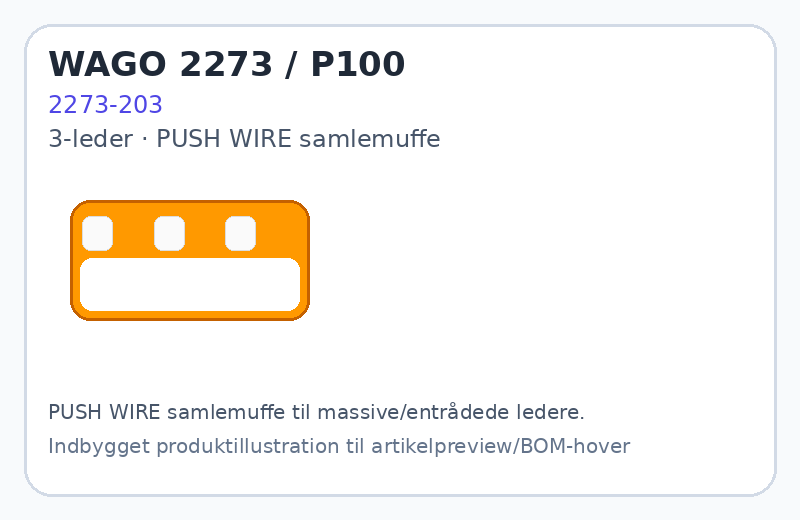 WAGO 2273 / P100
2273-203
3-leder · PUSH WIRE samlemuffe
PUSH WIRE samlemuffe til massive/entrådede ledere.
Indbygget produktillustration til artikelpreview/BOM-hover